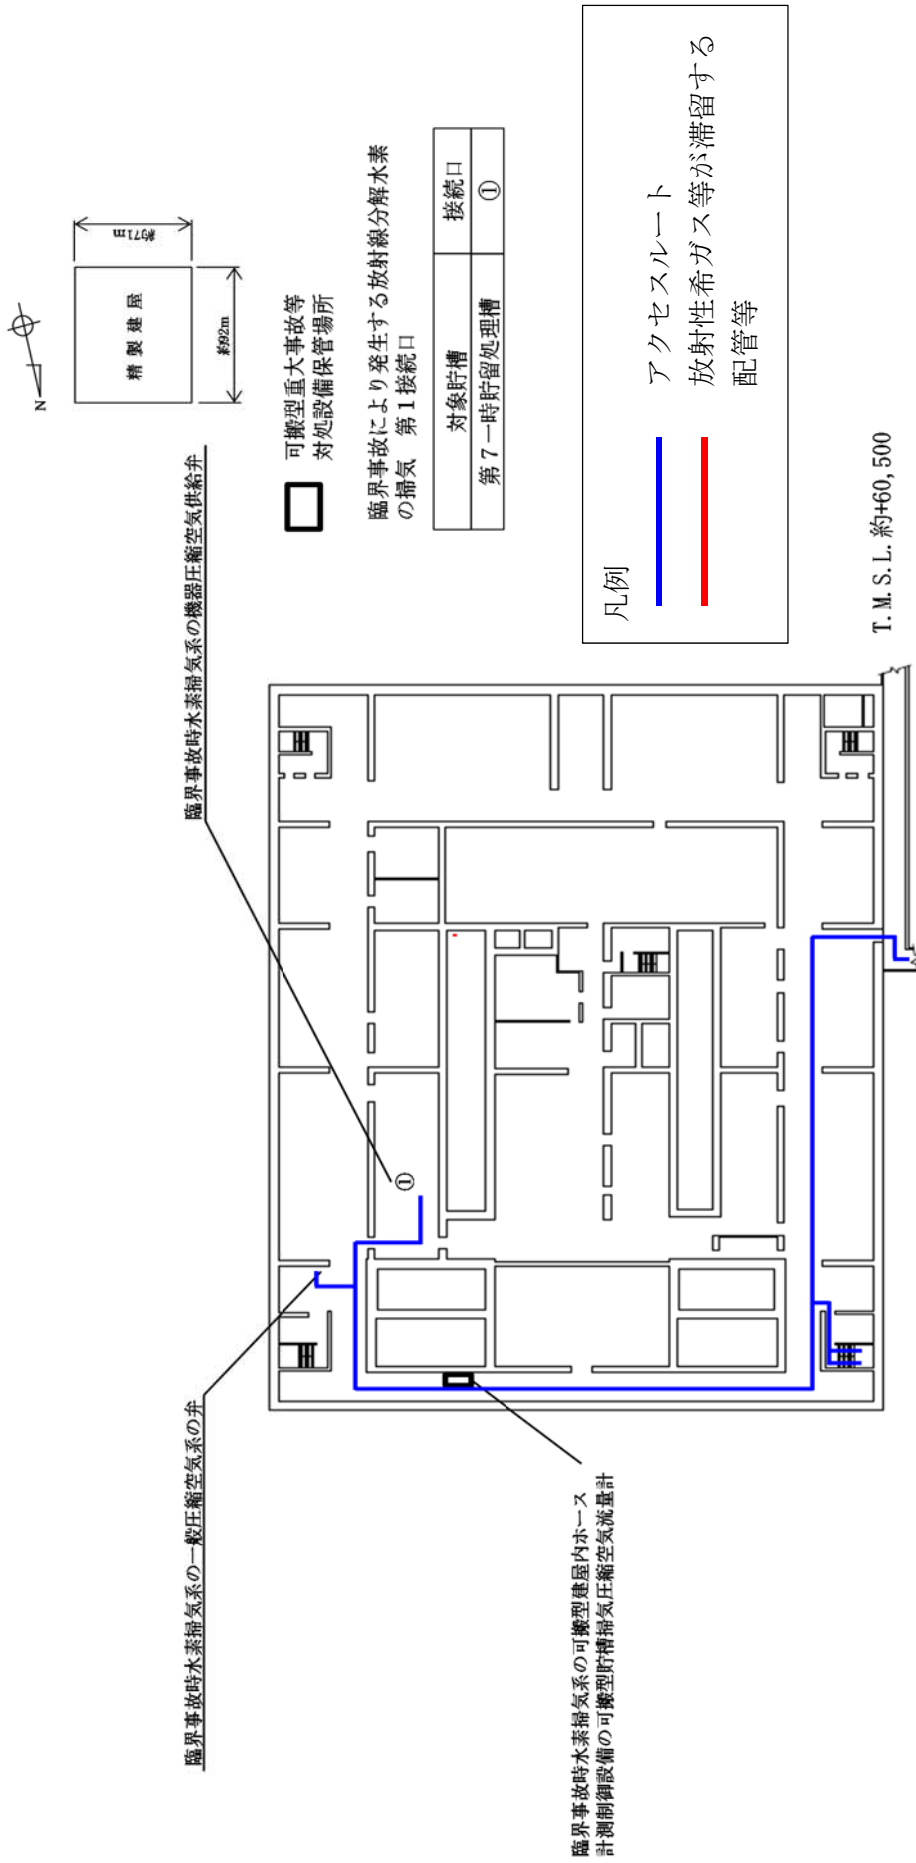 臨界事故時水素掃気系の一般圧縮空気系の弁
臨界事故時水素掃気系の機器圧縮空気供給弁
N
精製建屋
約71m
約92m
可搬型重大事故等
対処設備保管場所
臨界事故により発生する放射線分解水素
の掃気 第1接続口
対象貯槽 接続口
第7一時貯留処理槽 ①
①
臨界事故時水素掃気系の可搬型建屋内ホース
計測制御設備の可搬型貯槽掃気圧縮空気流量計
凡例
アクセスルート
放射性希ガス等が滞留する
配管等
T.M.S.L.約+60,500